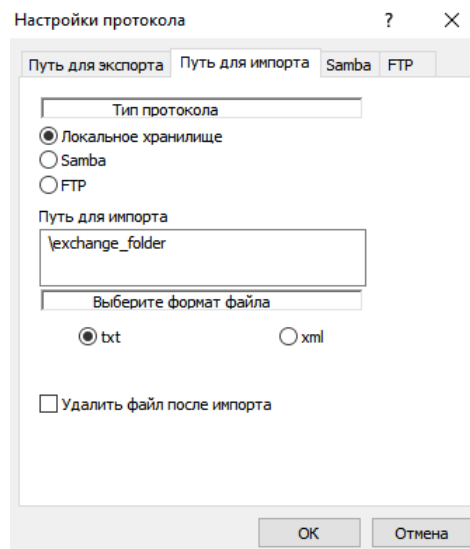 Настройки протокола ? ✕
Путь для экспорта Путь для импорта Samba FTP
Тип протокола
Локальное хранилище
Samba
FTP
Путь для импорта
\exchange_folder
Выберите формат файла
txt xml
Удалить файл после импорта
OK Отмена